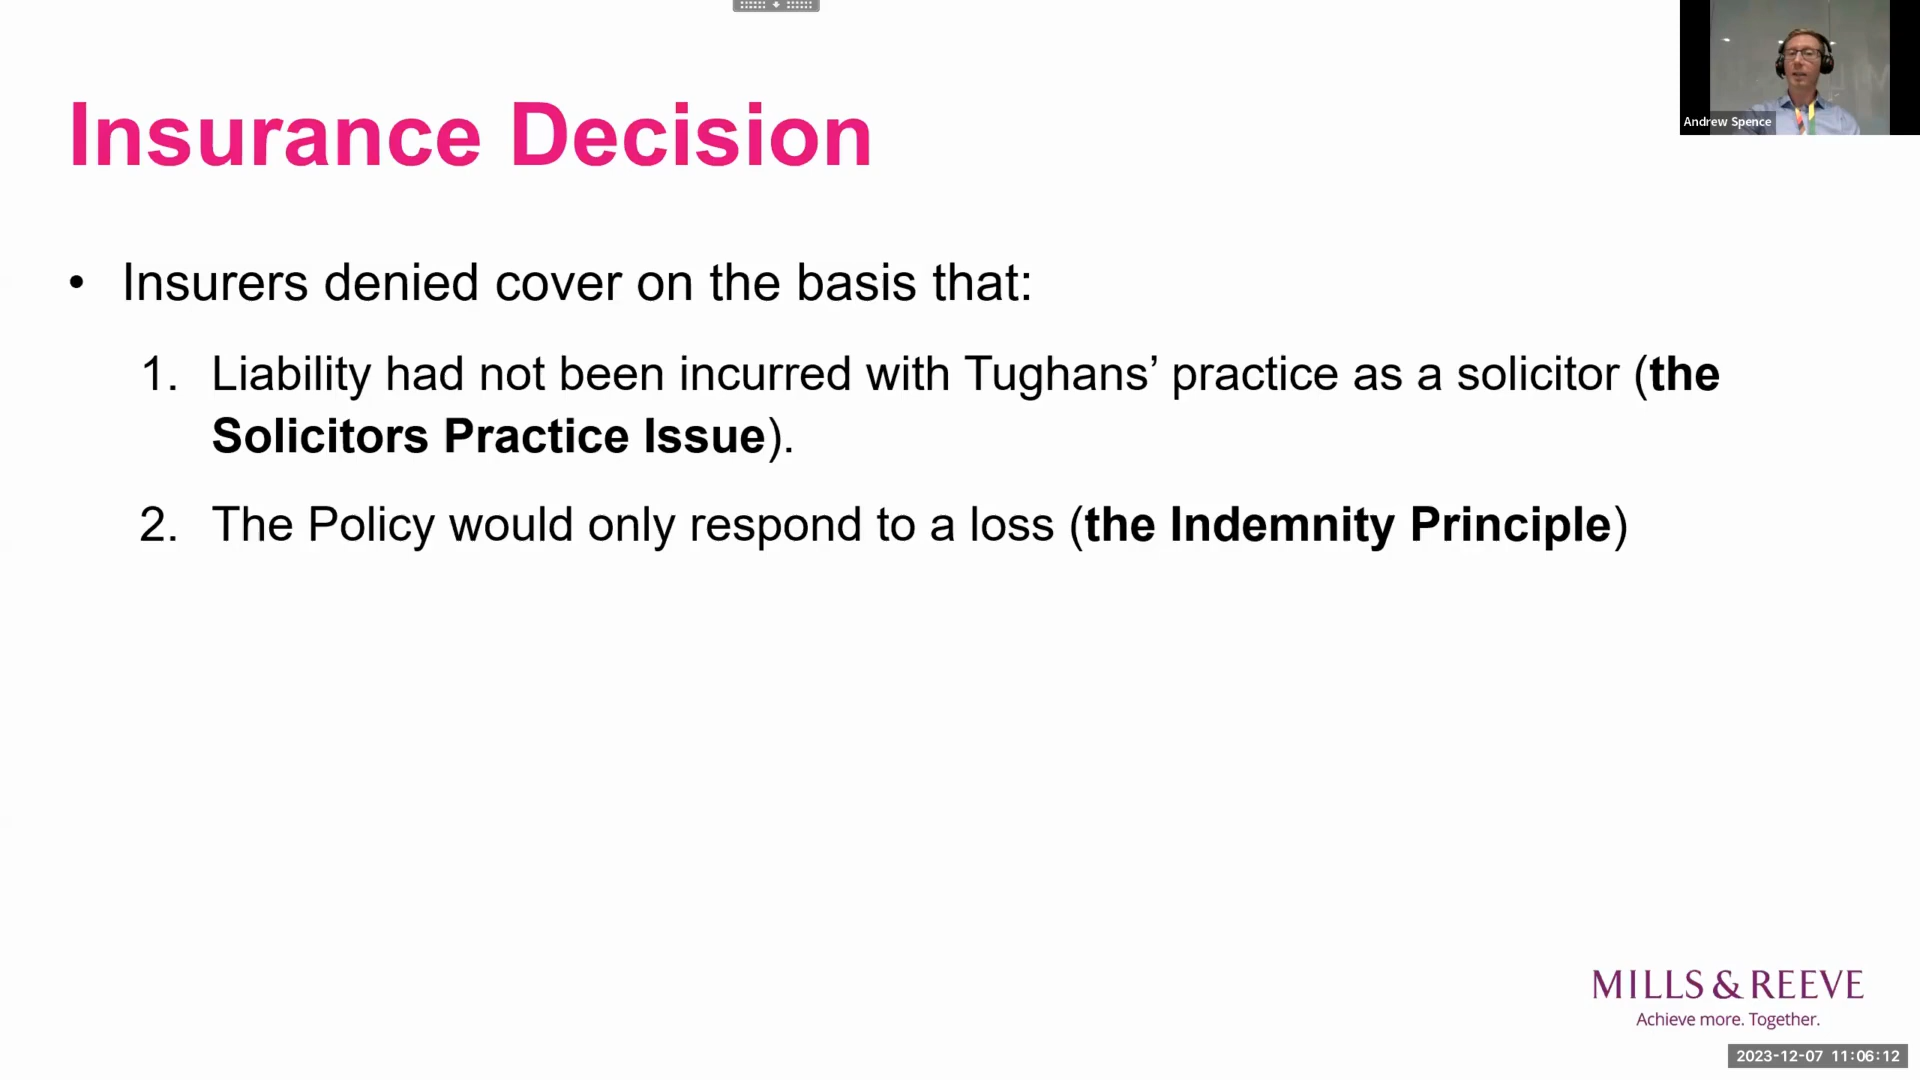 Andrew Spence
Insurance Decision
• Insurers denied cover on the basis that:
1. Liability had not been incurred with Tughans’ practice as a solicitor (the
Solicitors Practice Issue).
2. The Policy would only respond to a loss (the Indemnity Principle)
MILLS & REEVE
Achieve more. Together.
2023-12-07 11:06:12